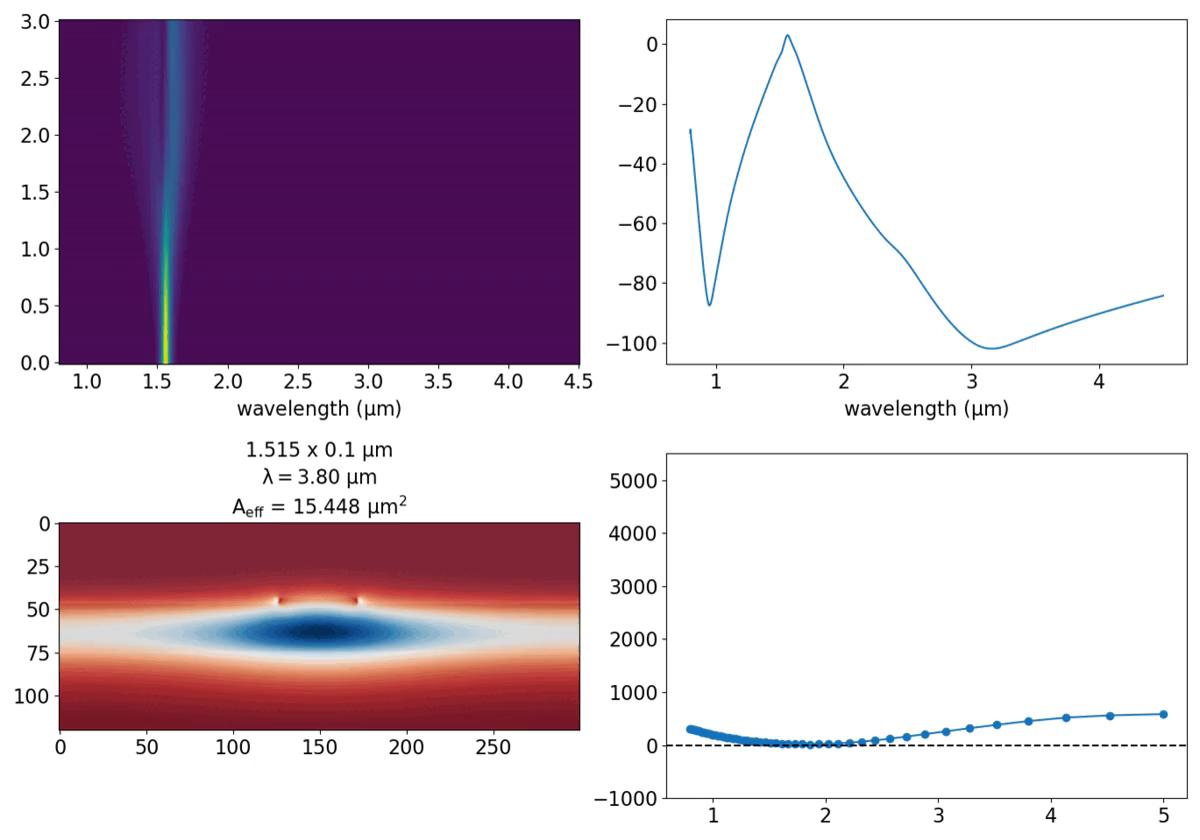 3.0
2.5
2.0
1.5
1.0
0.5
0.0
1.0 1.5 2.0 2.5 3.0 3.5 4.0 4.5
wavelength (μm)
0
−20
−40
−60
−80
−100
1 2 3 4
wavelength (μm)
1.515 x 0.1 μm
λ = 3.80 μm
A_eff = 15.448 μm²
0
25
50
75
100
0 50 100 150 200 250
5000
4000
3000
2000
1000
0
−1000
1 2 3 4 5